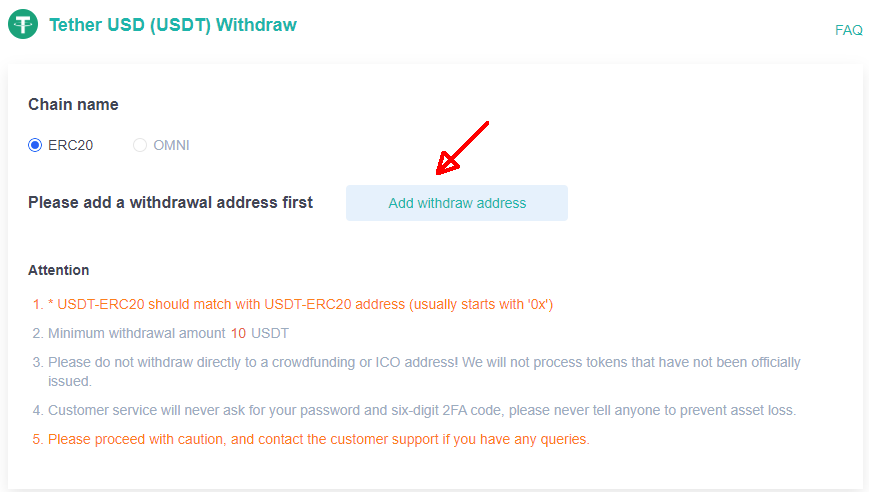 Tether USD (USDT) Withdraw
FAQ
Chain name
ERC20 OMNI
Please add a withdrawal address first Add withdraw address
Attention
1. * USDT-ERC20 should match with USDT-ERC20 address (usually starts with '0x')
2. Minimum withdrawal amount 10 USDT
3. Please do not withdraw directly to a crowdfunding or ICO address! We will not process tokens that have not been officially
issued.
4. Customer service will never ask for your password and six-digit 2FA code, please never tell anyone to prevent asset loss.
5. Please proceed with caution, and contact the customer support if you have any queries.